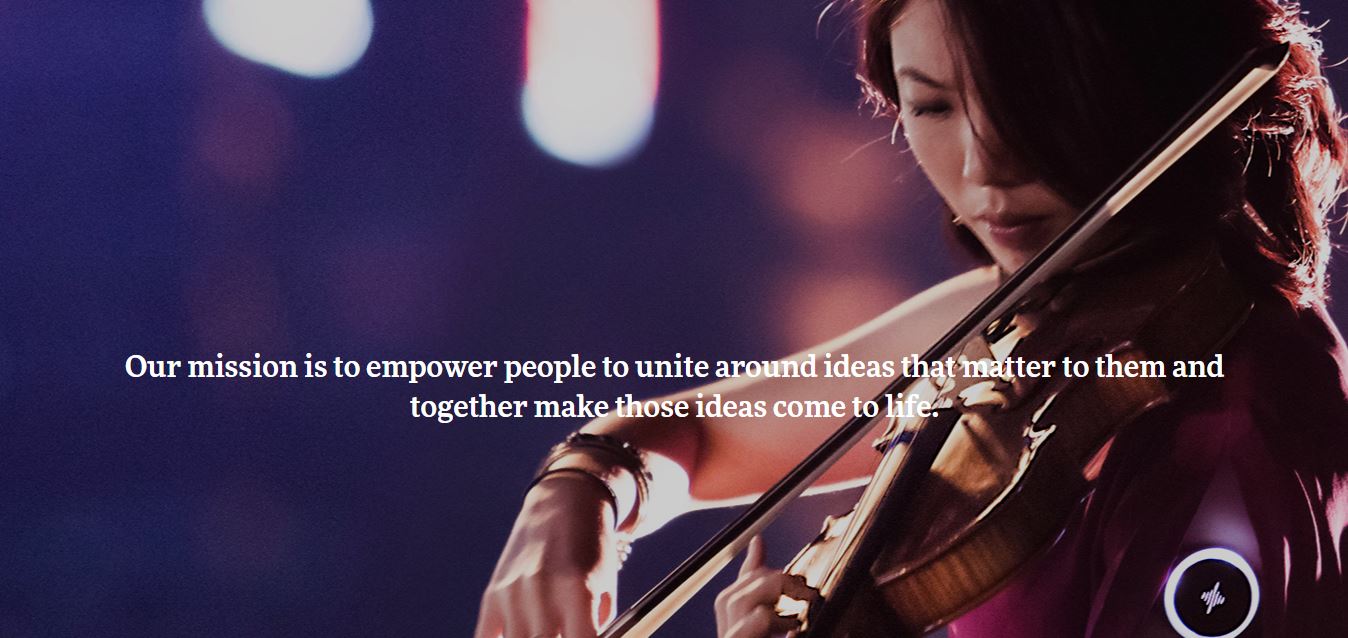 Our mission is to empower people to unite around ideas that matter to them and
together make those ideas come to life.